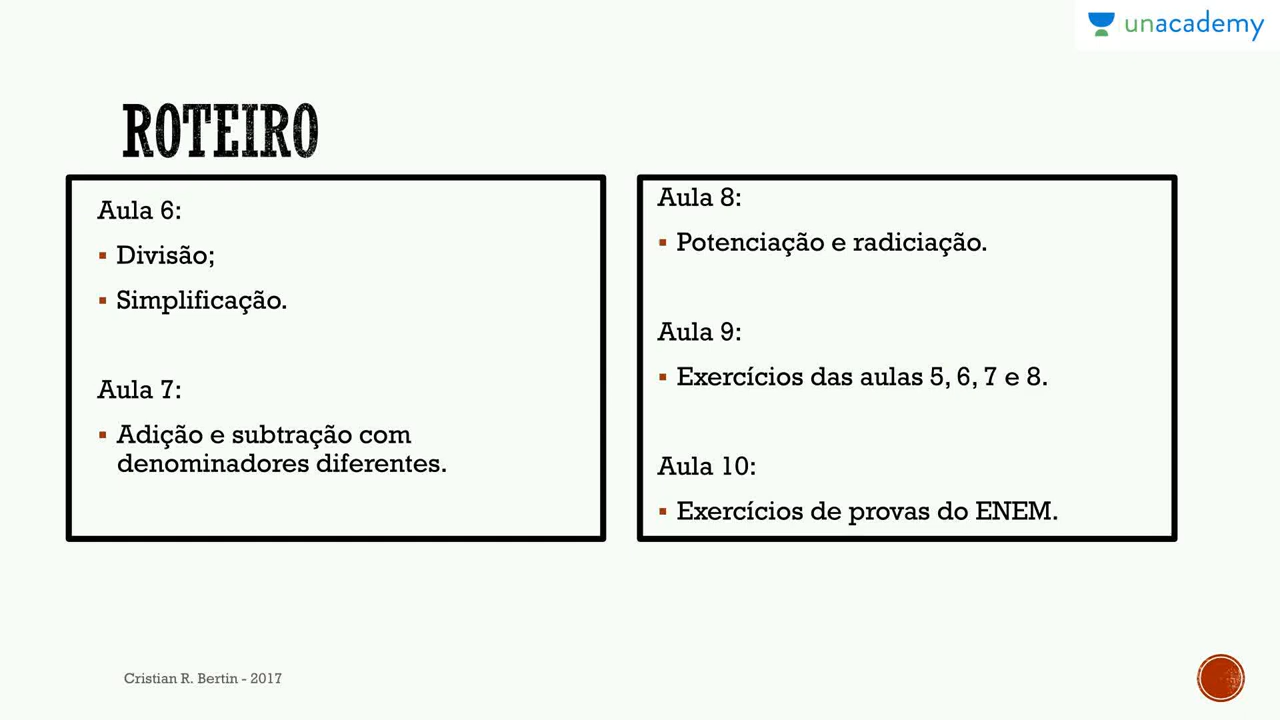 unacademy
ROTEIRO
Aula 6:
▪ Divisão;
▪ Simplificação.
Aula 7:
▪ Adição e subtração com
denominadores diferentes.
Aula 8:
▪ Potenciação e radiciação.
Aula 9:
▪ Exercícios das aulas 5, 6, 7 e 8.
Aula 10:
▪ Exercícios de provas do ENEM.
Cristian R. Bertin - 2017